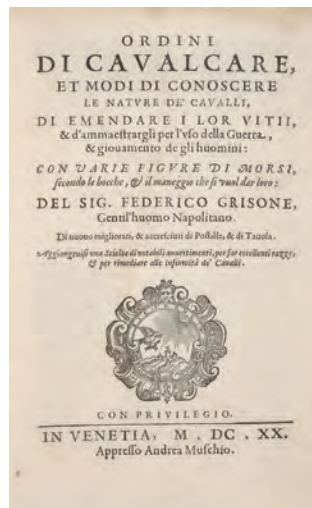 ORDINI
DI CAVALCARE,
ET MODI DI CONOSCERE
LE NATVRE DE' CAVALLI,
DI EMENDARE I LOR VITII,
& d'ammaestrargli per l'vso della Guerra,
& giouamento de gli huomini:
CON VARIE FIGVRE DI MORSI,
secondo le bocche, & il maneggio che si vuol dar loro:
DEL SIG. FEDERICO GRISONE,
Gentil'huomo Napolitano.
Di nuouo migliorati, & accresciuti di Postille, & di Tauola.
Aggiongeuisi vna Scielta di notabili auuertimenti, per far eccellenti razze,
& per rimediare alle infermità de' Caualli.
CON PRIVILEGIO.
IN VENETIA, M . DC . XX.
Appresso Andrea Muschio.